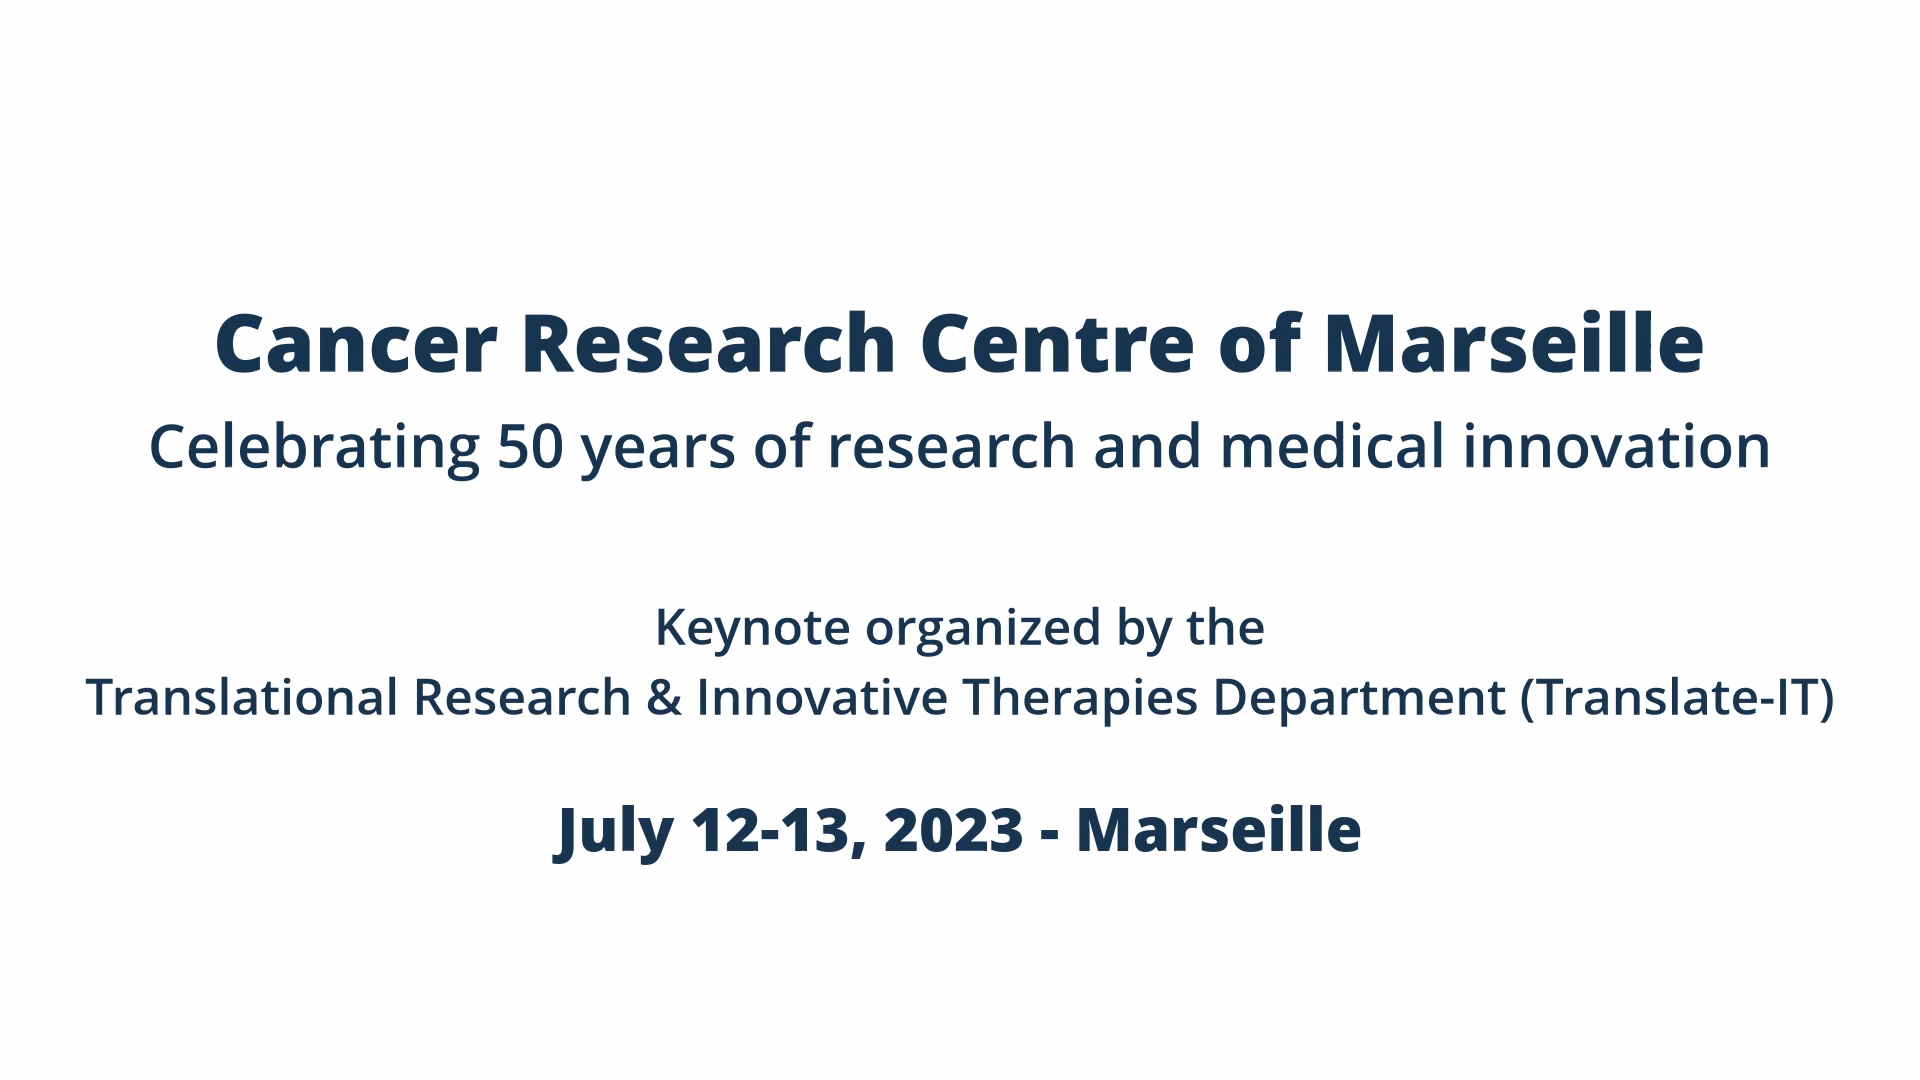 Cancer Research Centre of Marseille
Celebrating 50 years of research and medical innovation
Keynote organized by the
Translational Research & Innovative Therapies Department (Translate-IT)
July 12-13, 2023 - Marseille